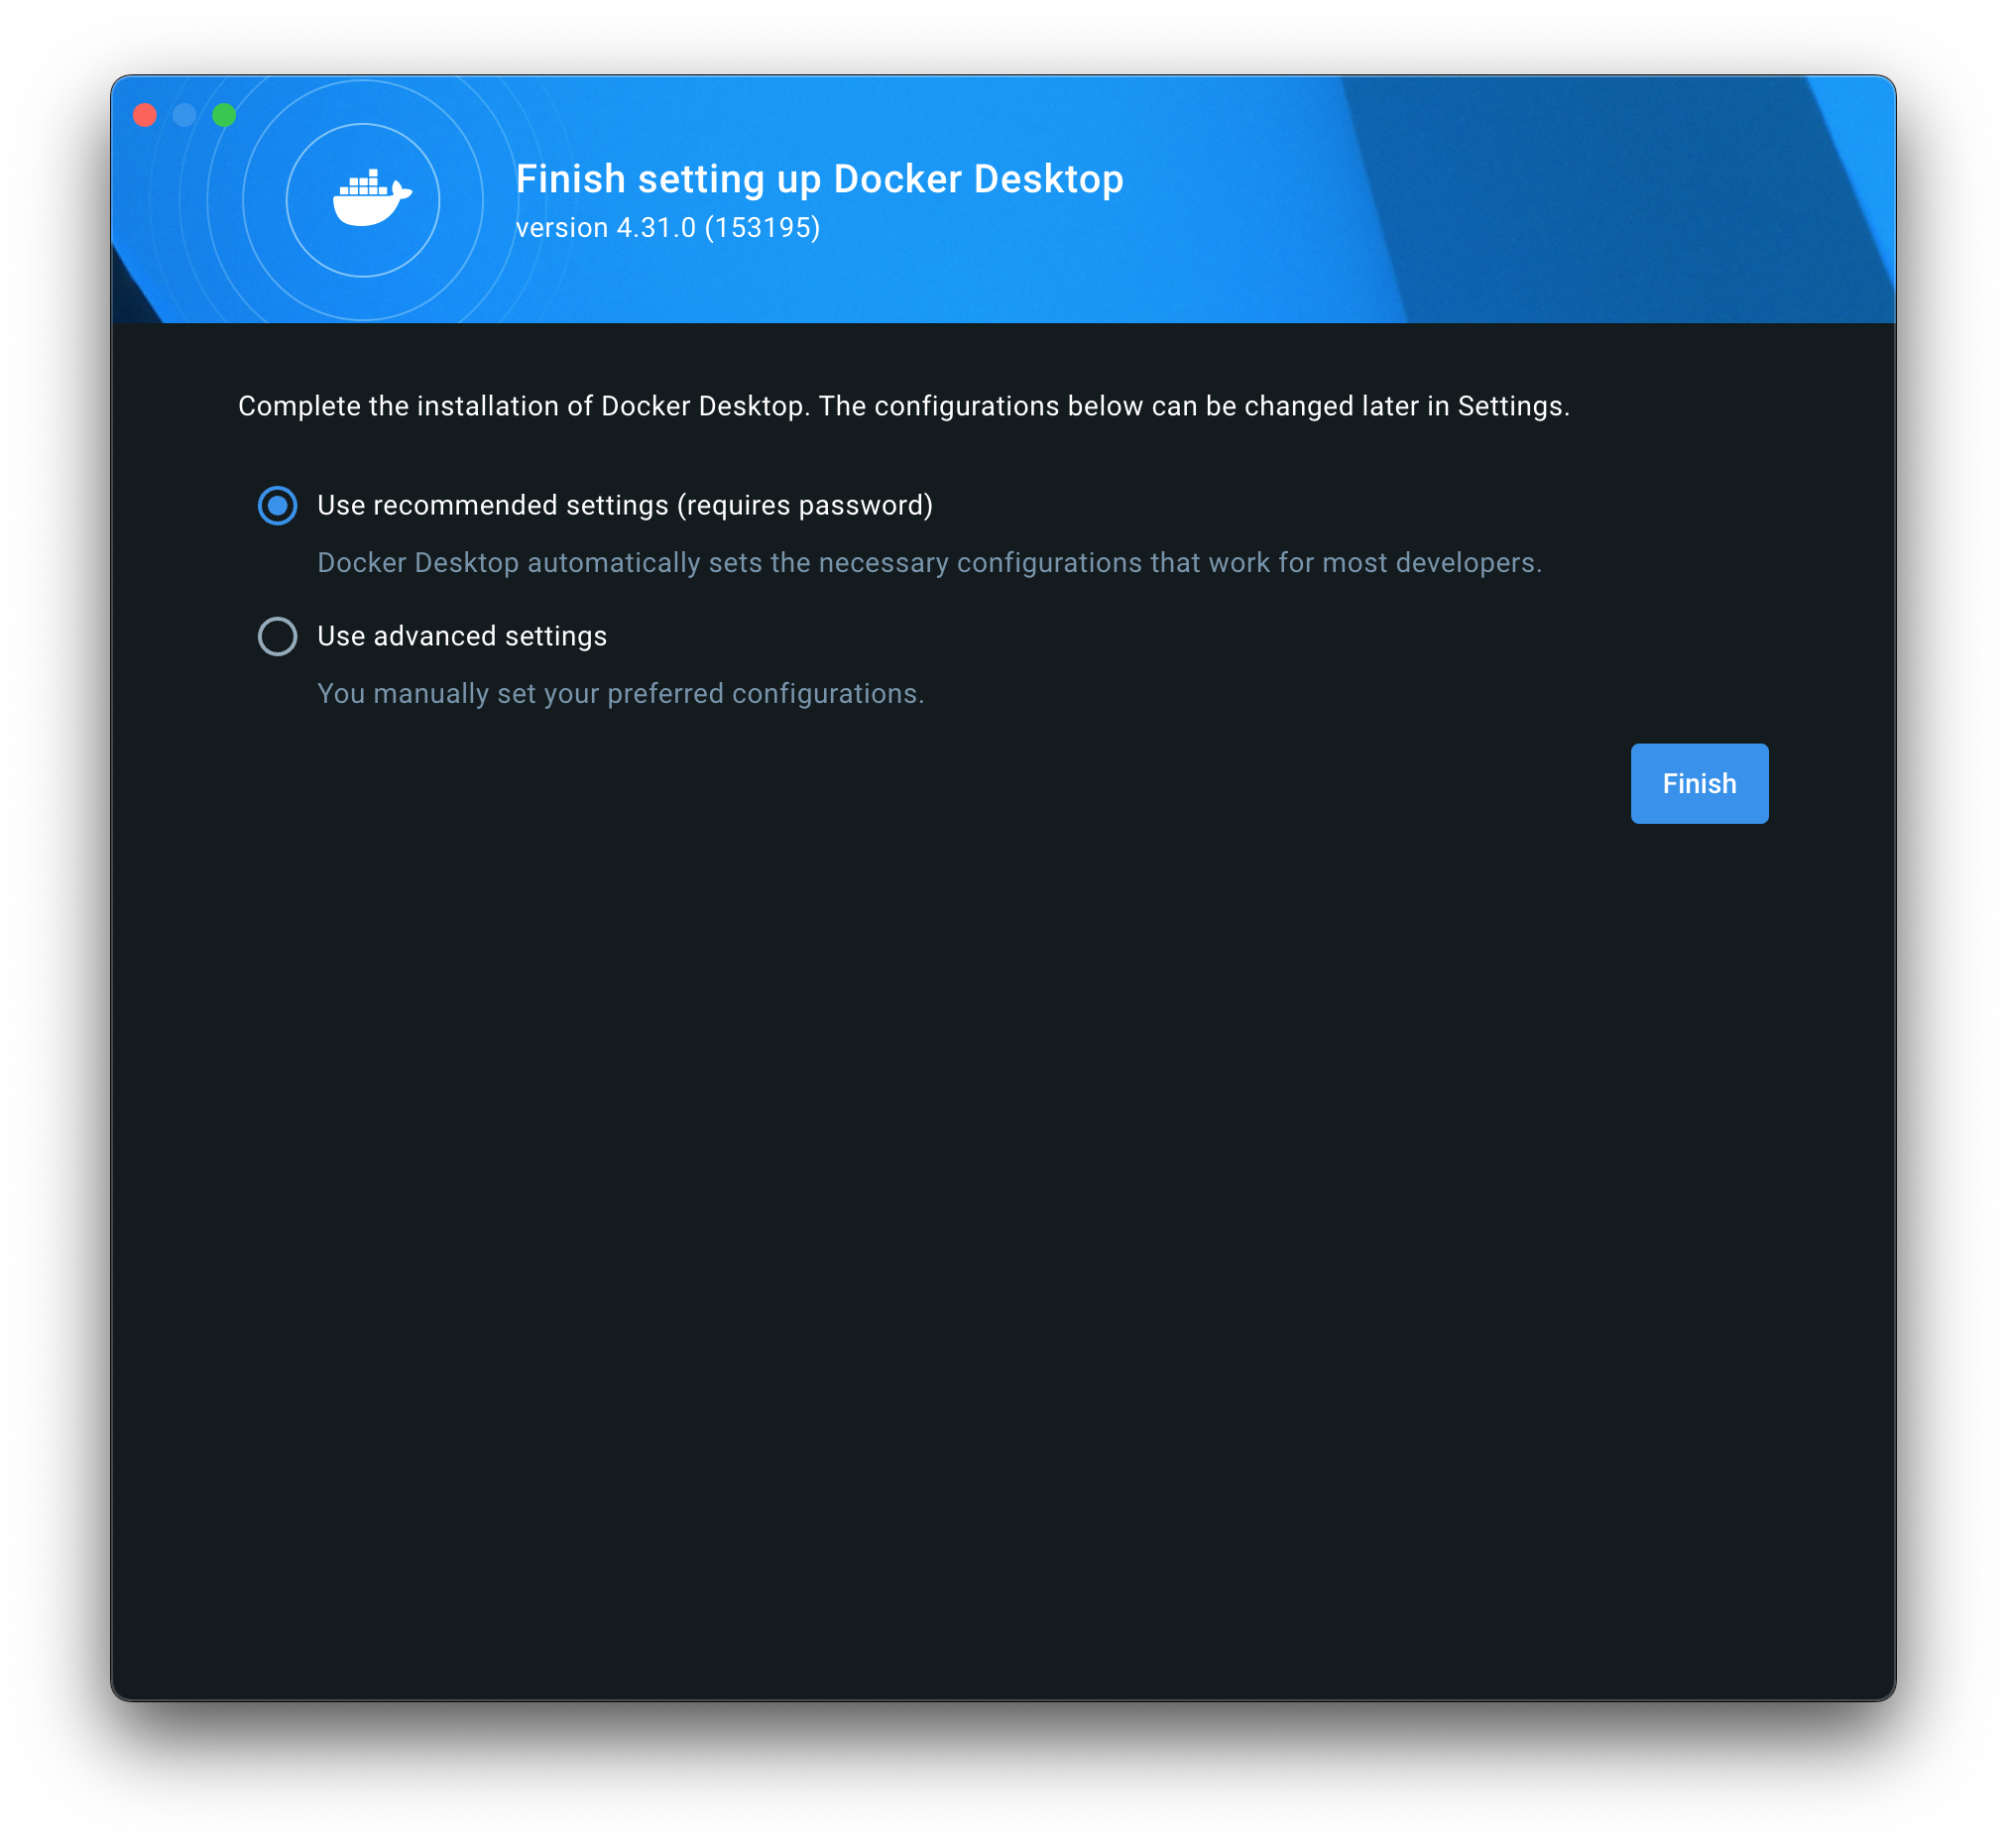 Finish setting up Docker Desktop
version 4.31.0 (153195)
Complete the installation of Docker Desktop. The configurations below can be changed later in Settings.
Use recommended settings (requires password)
Docker Desktop automatically sets the necessary configurations that work for most developers.
Use advanced settings
You manually set your preferred configurations.
Finish